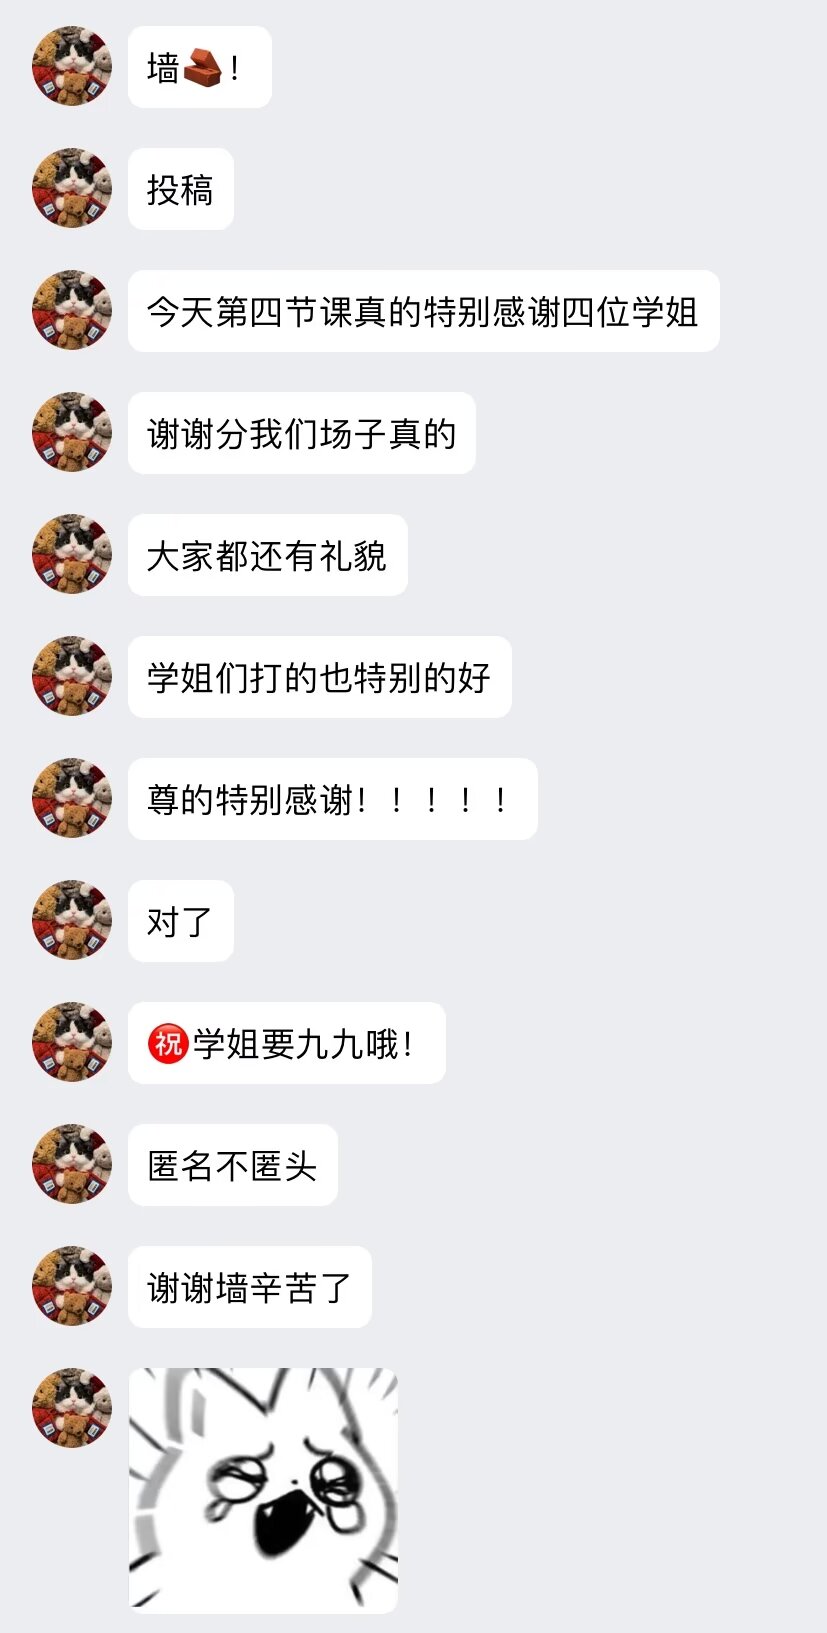 墙🧱！
投稿
今天第四节课真的特别感谢四位学姐
谢谢分我们场子真的
大家都还有礼貌
学姐们打的也特别的好
尊的特别感谢！！！！！
对了
㊗️学姐要九九哦！
匿名不匿头
谢谢墙辛苦了